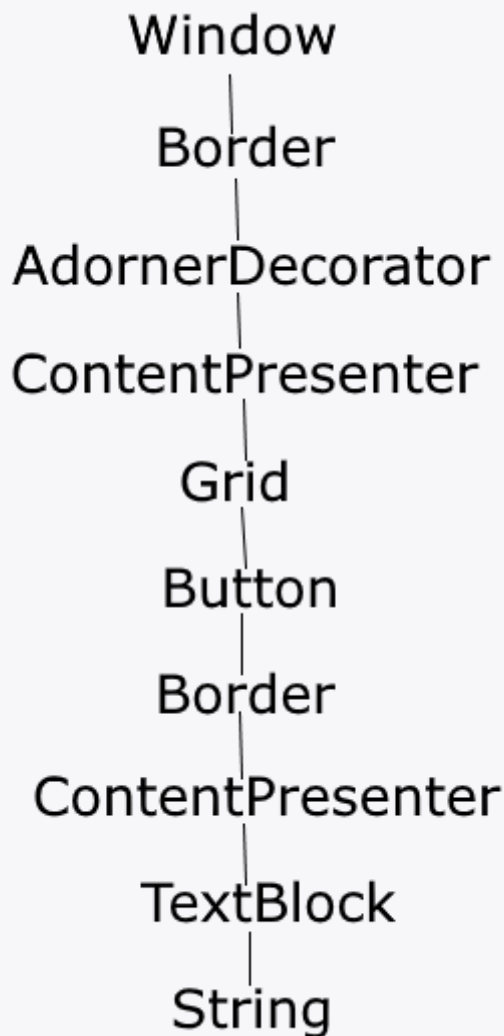 Window
Border
AdornerDecorator
ContentPresenter
Grid
Button
Border
ContentPresenter
TextBlock
String